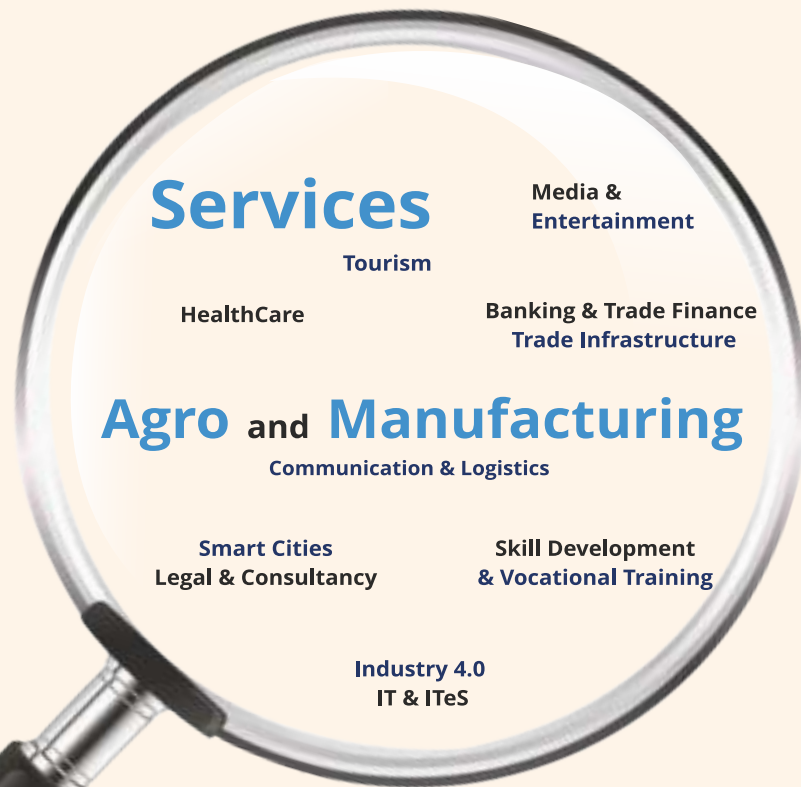 Services
Media &
Entertainment
Tourism
HealthCare
Banking & Trade Finance
Trade Infrastructure
Agro and Manufacturing
Communication & Logistics
Smart Cities
Legal & Consultancy
Skill Development
& Vocational Training
Industry 4.0
IT & ITeS